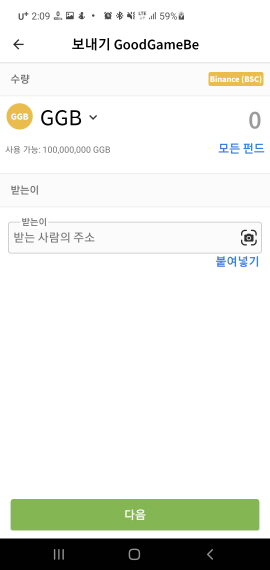 U+ 2:09 LTE 59%
보내기 GoodGameBe
수량 Binance (BSC)
GGB GGB 0
사용 가능: 100,000,000 GGB 모든 펀드
받는이
받는이
받는 사람의 주소
붙여넣기
다음